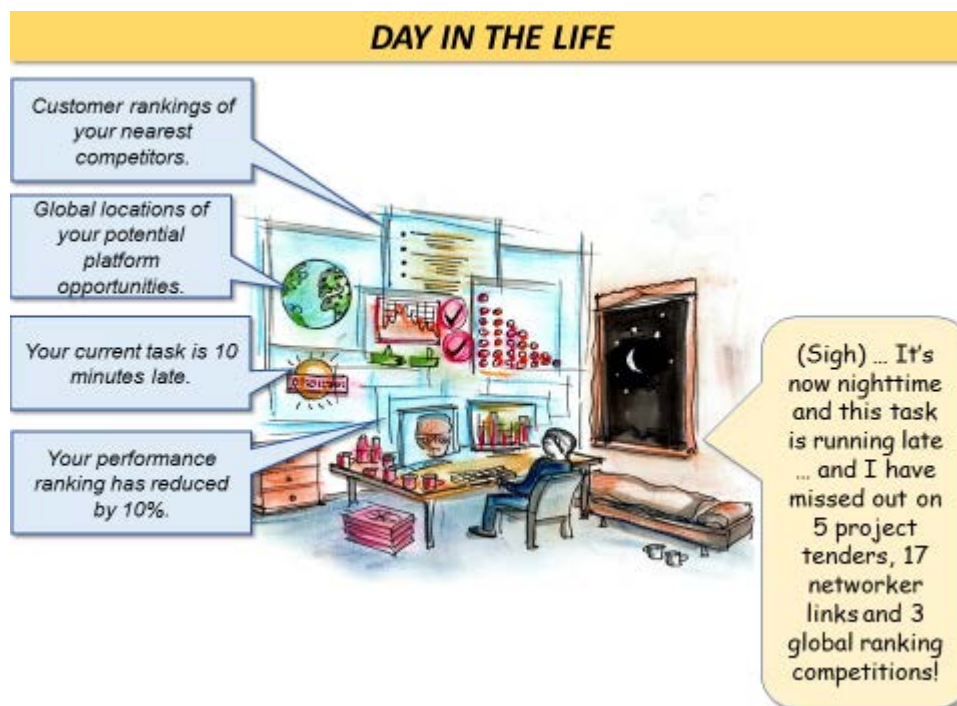 DAY IN THE LIFE
Customer rankings of
your nearest
competitors.
Global locations of
your potential
platform
opportunities.
Your current task is 10
minutes late.
Your performance
ranking has reduced
by 10%.
(Sigh) ... It's
now nighttime
and this task
is running late
... and I have
missed out on
5 project
tenders, 17
networker
links and 3
global ranking
competitions!